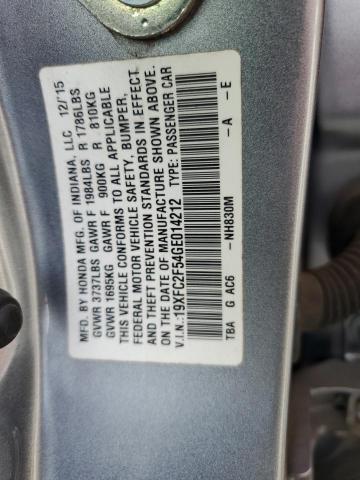 MFD. BY HONDA MFG. OF INDIANA, LLC 12/15
GVWR 3737LBS GAWR F 1984LBS R 1786LBS
GVWR 1695KG GAWR F 900KG R 810KG
THIS VEHICLE CONFORMS TO ALL APPLICABLE
FEDERAL MOTOR VEHICLE SAFETY, BUMPER,
AND THEFT PREVENTION STANDARDS IN EFFECT
ON THE DATE OF MANUFACTURE SHOWN ABOVE.
V.I.N.:19XFC2F54GE014212 TYPE: PASSENGER CAR
TBA G AC6 -NH830M -A -E